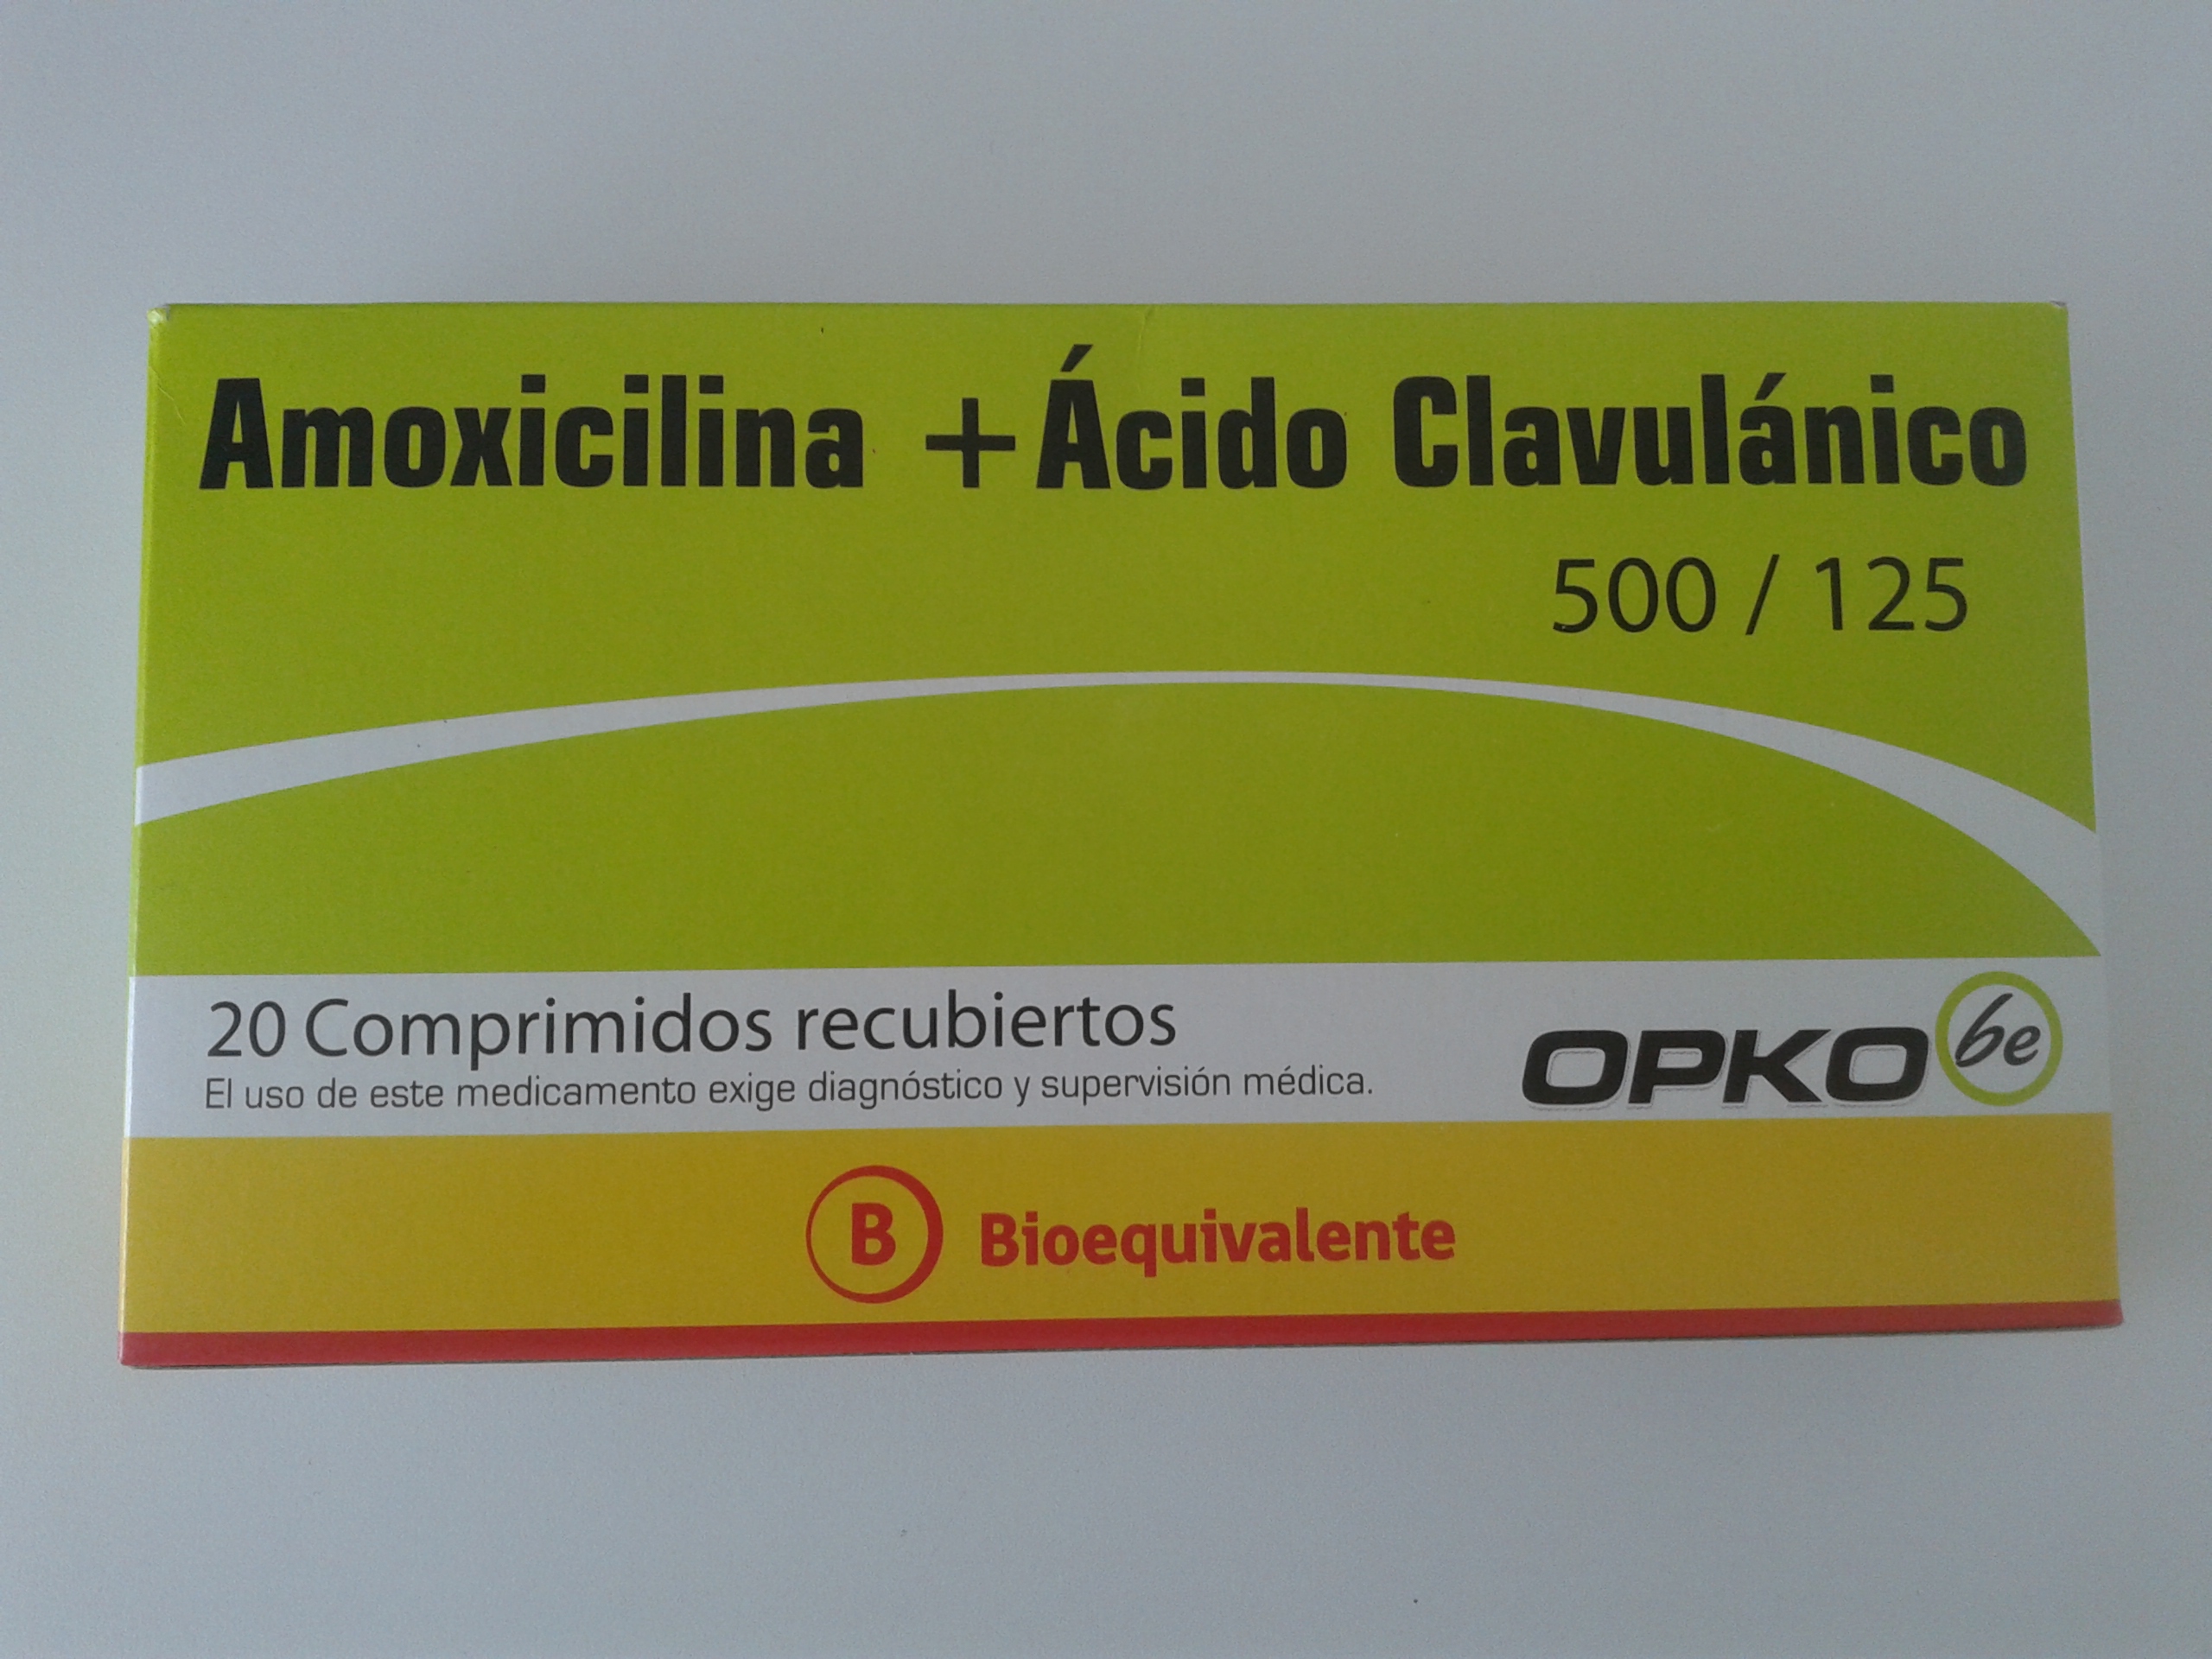 Amoxicilina + Ácido Clavulánico
500 / 125
20 Comprimidos recubiertos
El uso de este medicamento exige diagnóstico y supervisión médica.
OPKO be
B Bioequivalente